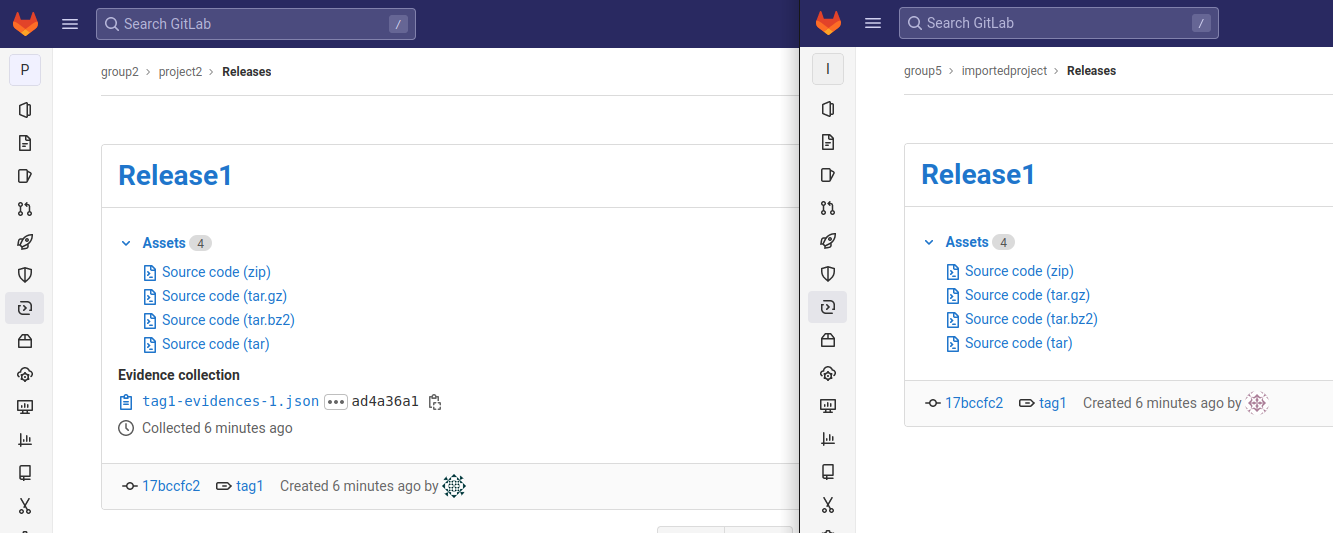 Search GitLab /
P
group2 > project2 > Releases
Release1
Assets 4
Source code (zip)
Source code (tar.gz)
Source code (tar.bz2)
Source code (tar)
Evidence collection
tag1-evidences-1.json ad4a36a1
Collected 6 minutes ago
17bccfc2 tag1 Created 6 minutes ago by
Search GitLab /
I
group5 > importedproject > Releases
Release1
Assets 4
Source code (zip)
Source code (tar.gz)
Source code (tar.bz2)
Source code (tar)
17bccfc2 tag1 Created 6 minutes ago by